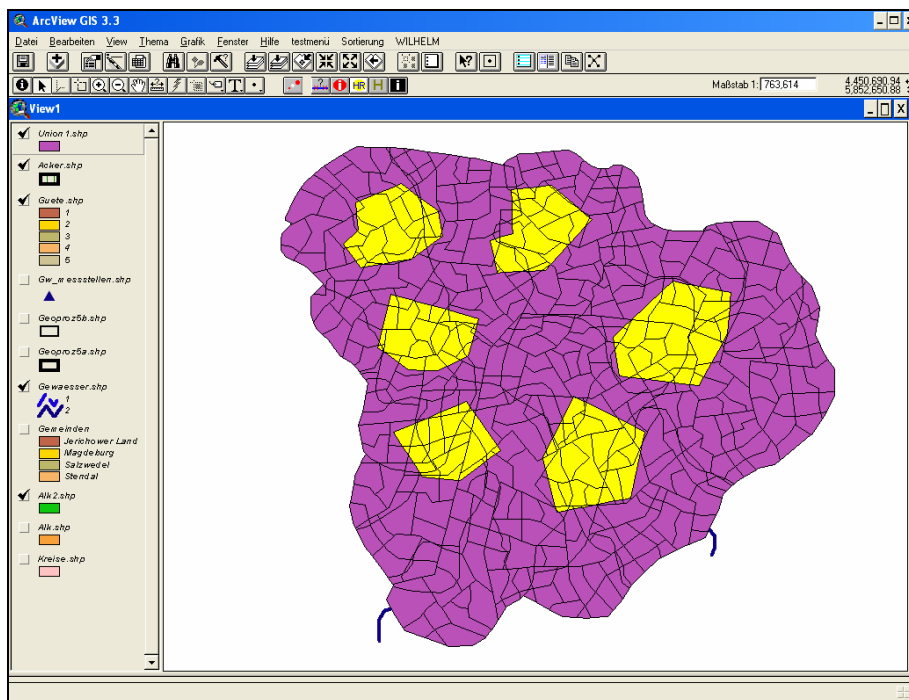 ArcView GIS 3.3
Datei Bearbeiten View Thema Grafik Fenster Hilfe testmenü Sortierung WILHELM
Maßstab 1: 763,614
4,450,690.94
5,852,650.88
View1
Union 1.shp
Acker.shp
Guete.shp
1
2
3
4
5
Gw_messstellen.shp
Geoproz5b.shp
Geoproz5a.shp
Gewaesser.shp
1
2
Gemeinden
Jerichower Land
Magdeburg
Salzwedel
Stendal
Alk2.shp
Alk.shp
Kreise.shp